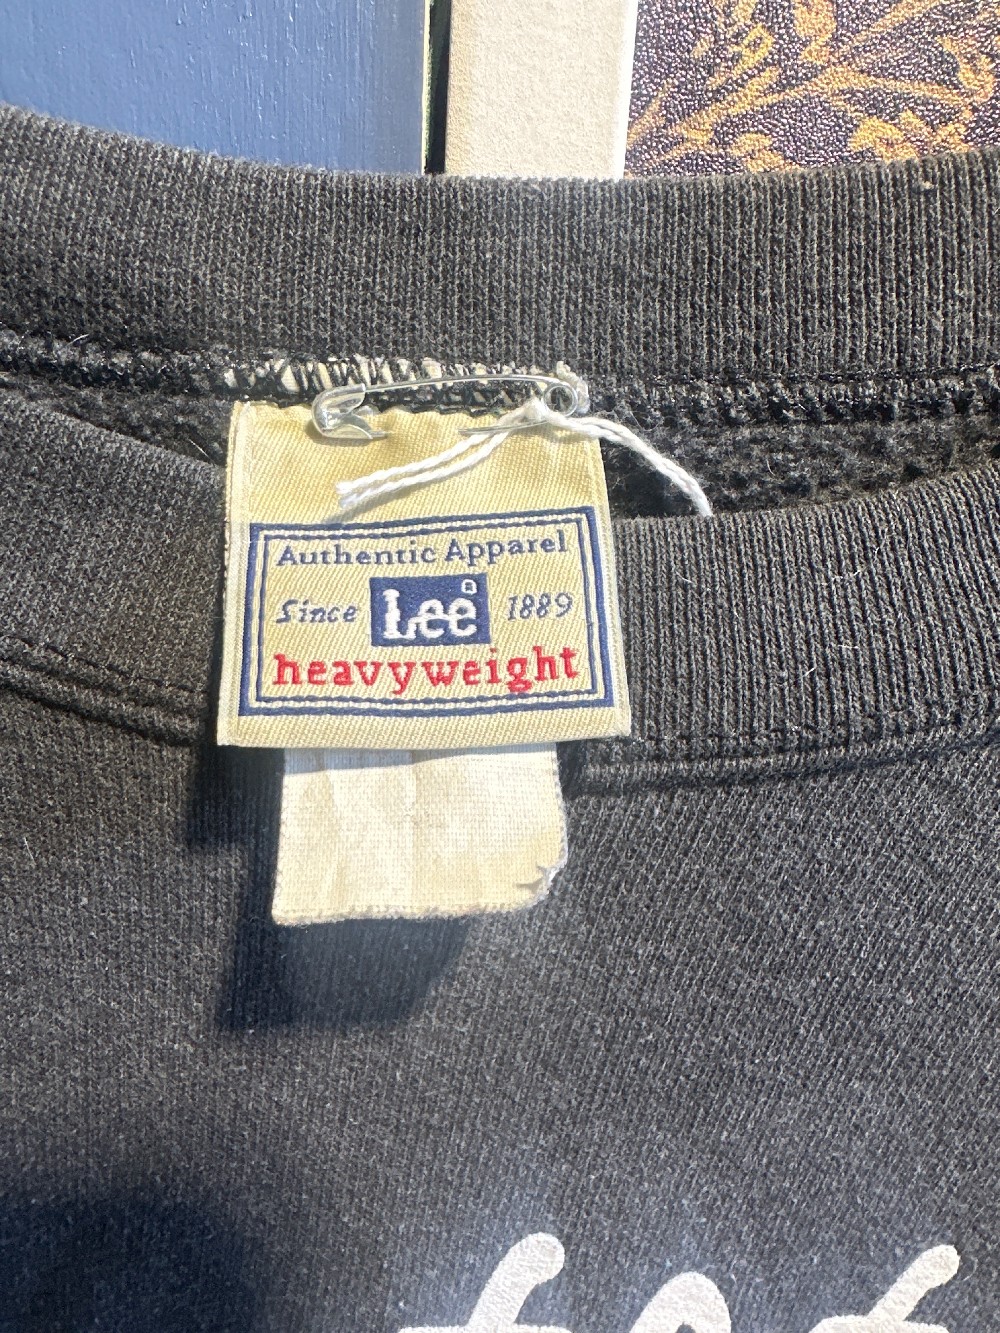 Authentic Apparel
Since Lee® 1889
heavyweight